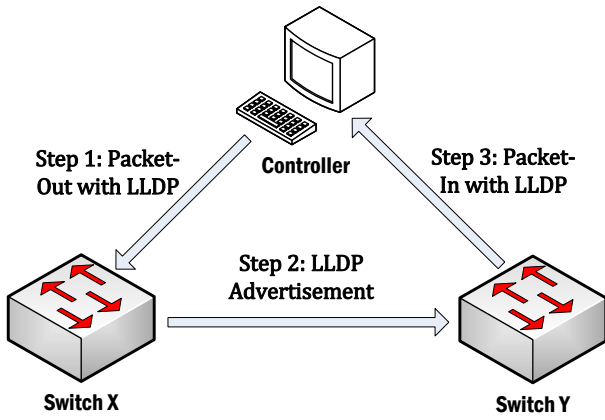 Step 1: Packet-
Out with LLDP
Controller
Step 3: Packet-
In with LLDP
Step 2: LLDP
Advertisement
Switch X
Switch Y